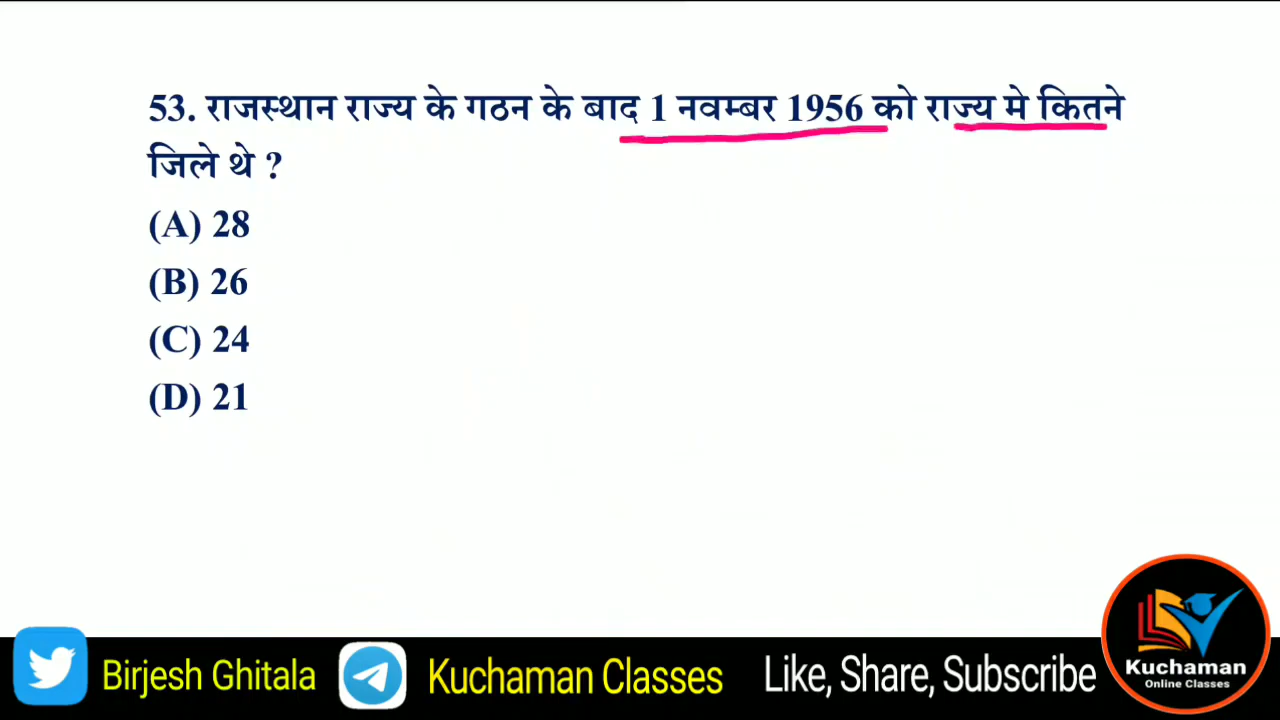 53. राजस्थान राज्य के गठन के बाद 1 नवम्बर 1956 को राज्य मे कितने
जिले थे ?
(A) 28
(B) 26
(C) 24
(D) 21
Birjesh Ghitala
Kuchaman Classes
Like, Share, Subscribe
Kuchaman
Online Classes